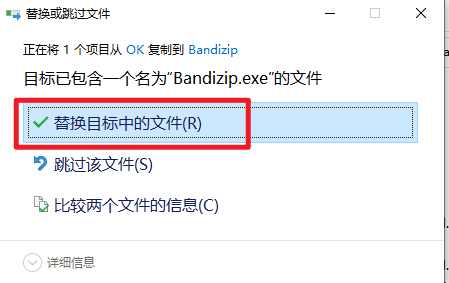 替换或跳过文件
正在将 1 个项目从 OK 复制到 Bandizip
目标已包含一个名为"Bandizip.exe"的文件
替换目标中的文件(R)
跳过该文件(S)
比较两个文件的信息(C)
详细信息